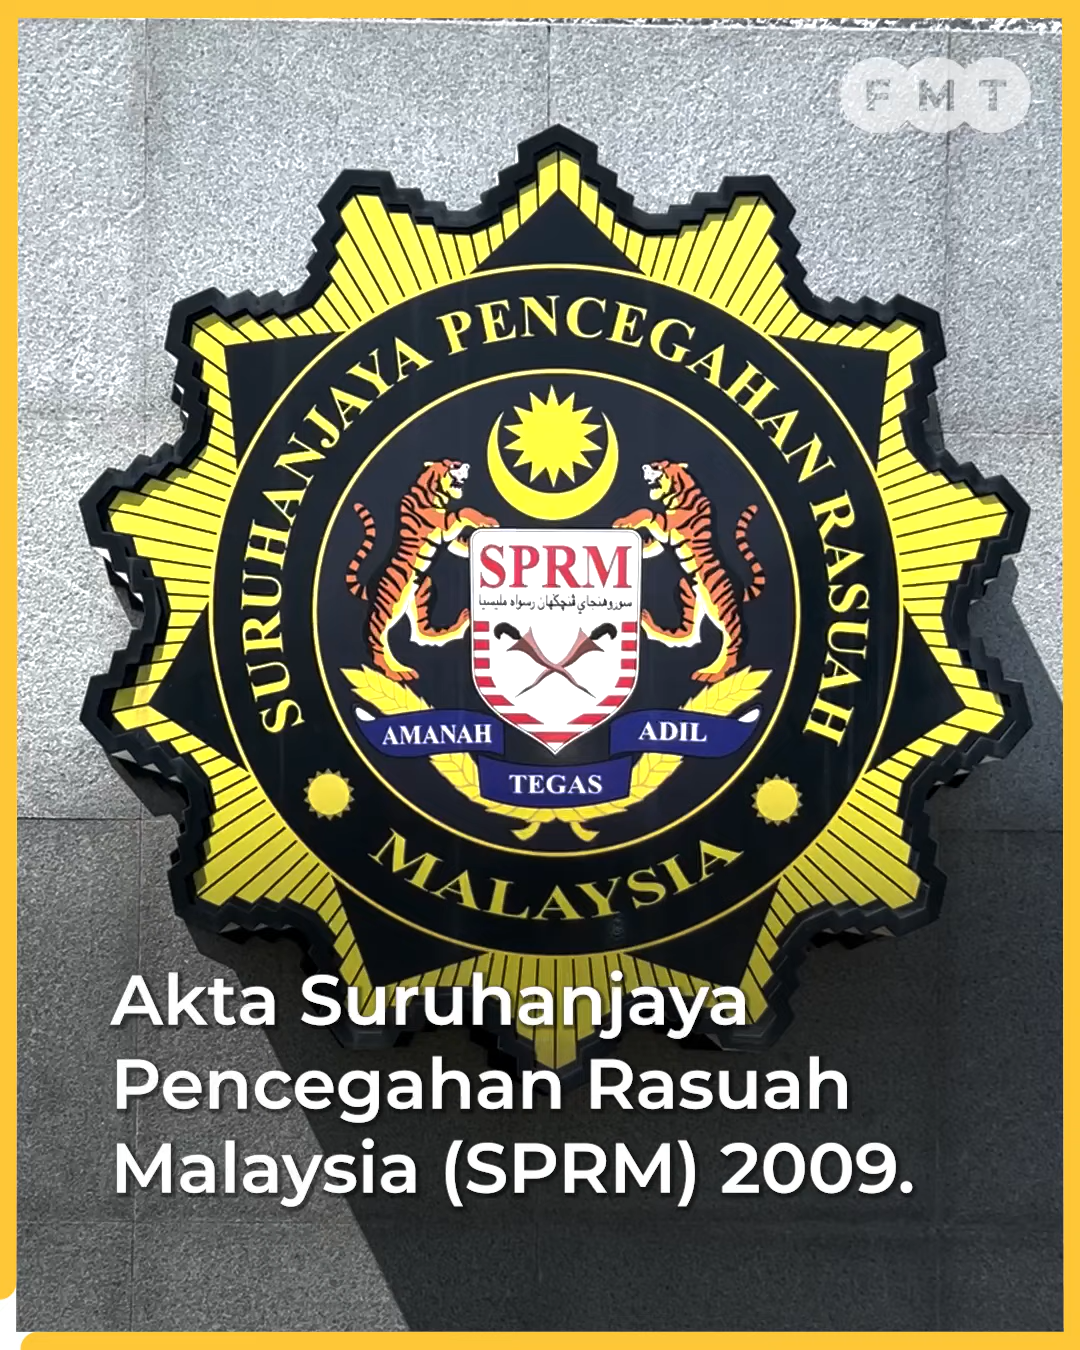 FMT
SURUHANJAYA PENCEGAHAN RASUAH
SPRM
سوروهنجاي ڤنچݢهان رسواه مليسيا
AMANAH
ADIL
TEGAS
MALAYSIA
Akta Suruhanjaya
Pencegahan Rasuah
Malaysia (SPRM) 2009.